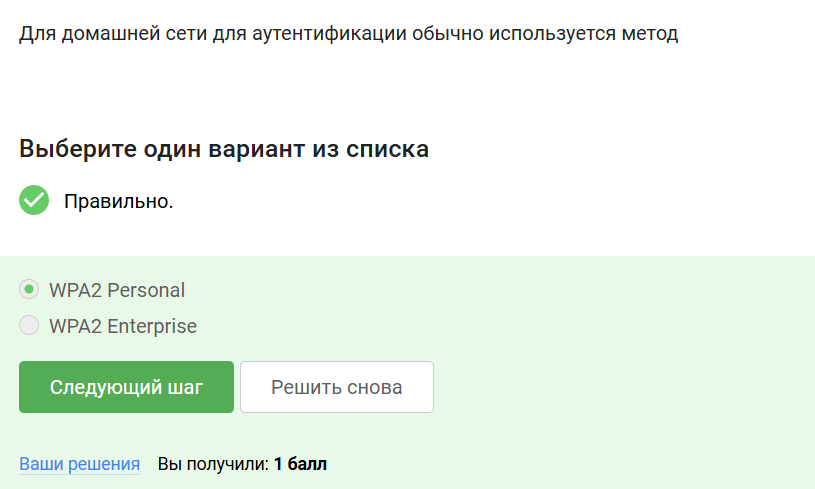 Для домашней сети для аутентификации обычно используется метод
Выберите один вариант из списка
Правильно.
WPA2 Personal
WPA2 Enterprise
Следующий шаг Решить снова
Ваши решения Вы получили: 1 балл